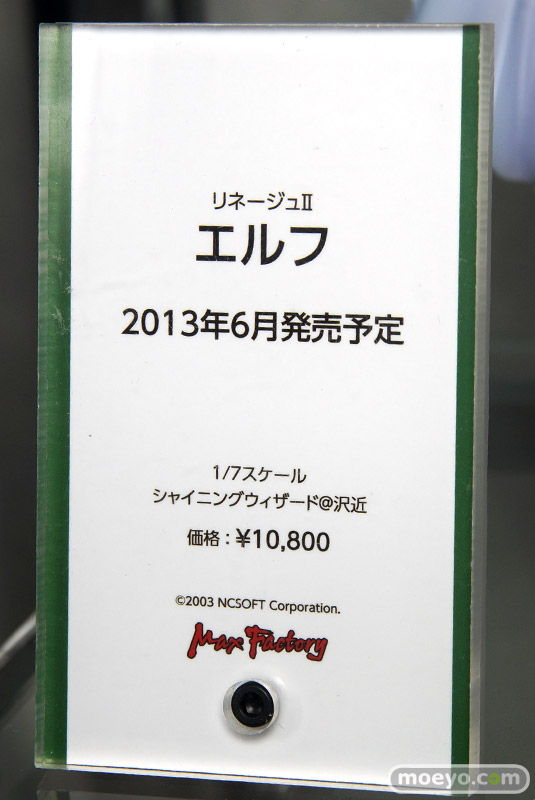 リネージュII
エルフ
2013年6月発売予定
1/7スケール
シャイニングウィザード@沢近
価格：¥10,800
©2003 NCSOFT Corporation.
Max Factory
moeyo.com